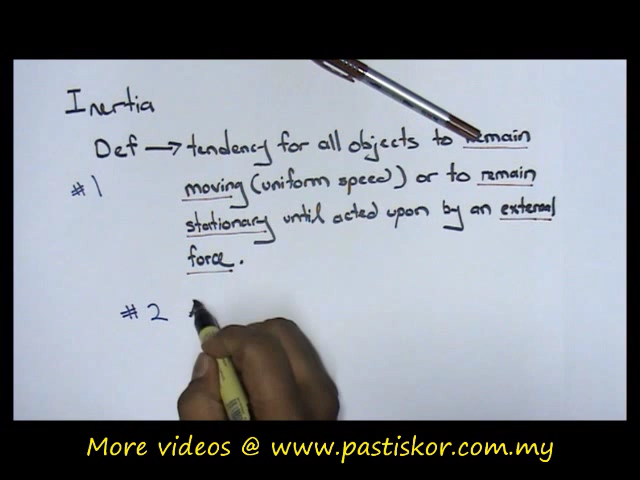 Inertia
Def → tendency for all objects to remain
#1 moving (uniform speed) or to remain
stationary until acted upon by an external
force.
#2
More videos @ www.pastiskor.com.my